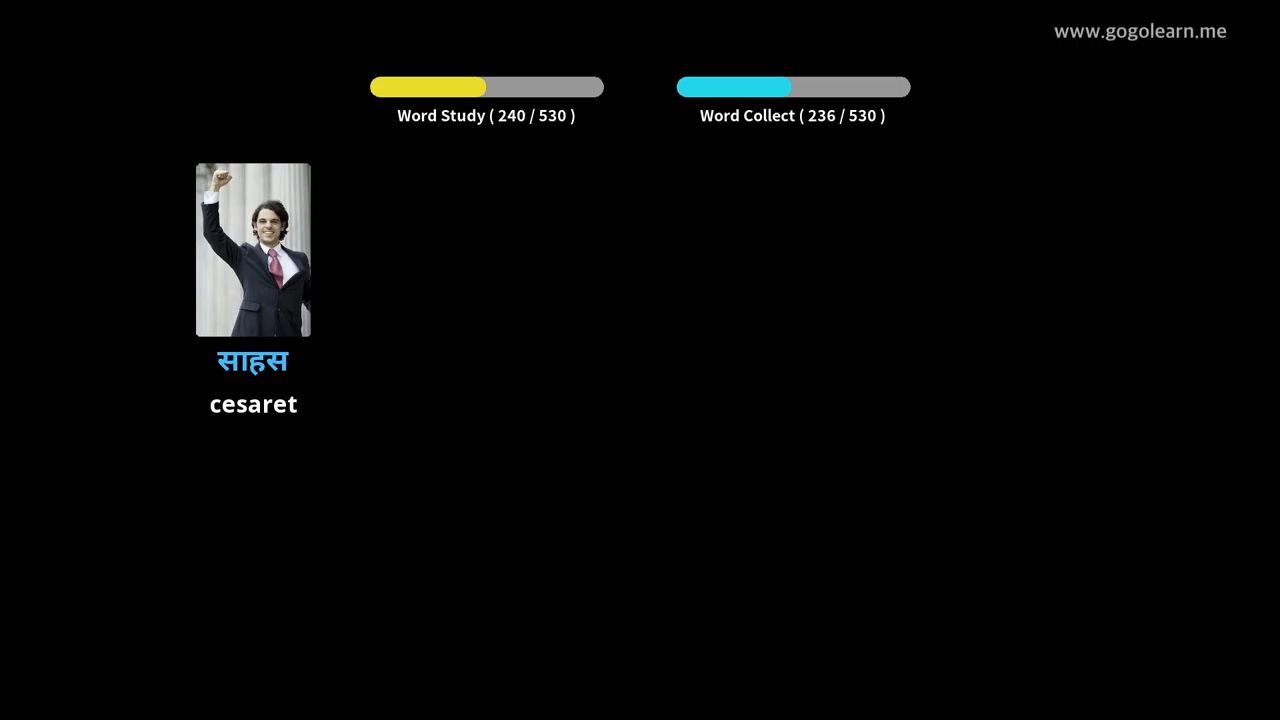 www.gogolearn.me
Word Study ( 240 / 530 )
Word Collect ( 236 / 530 )
साहस
cesaret